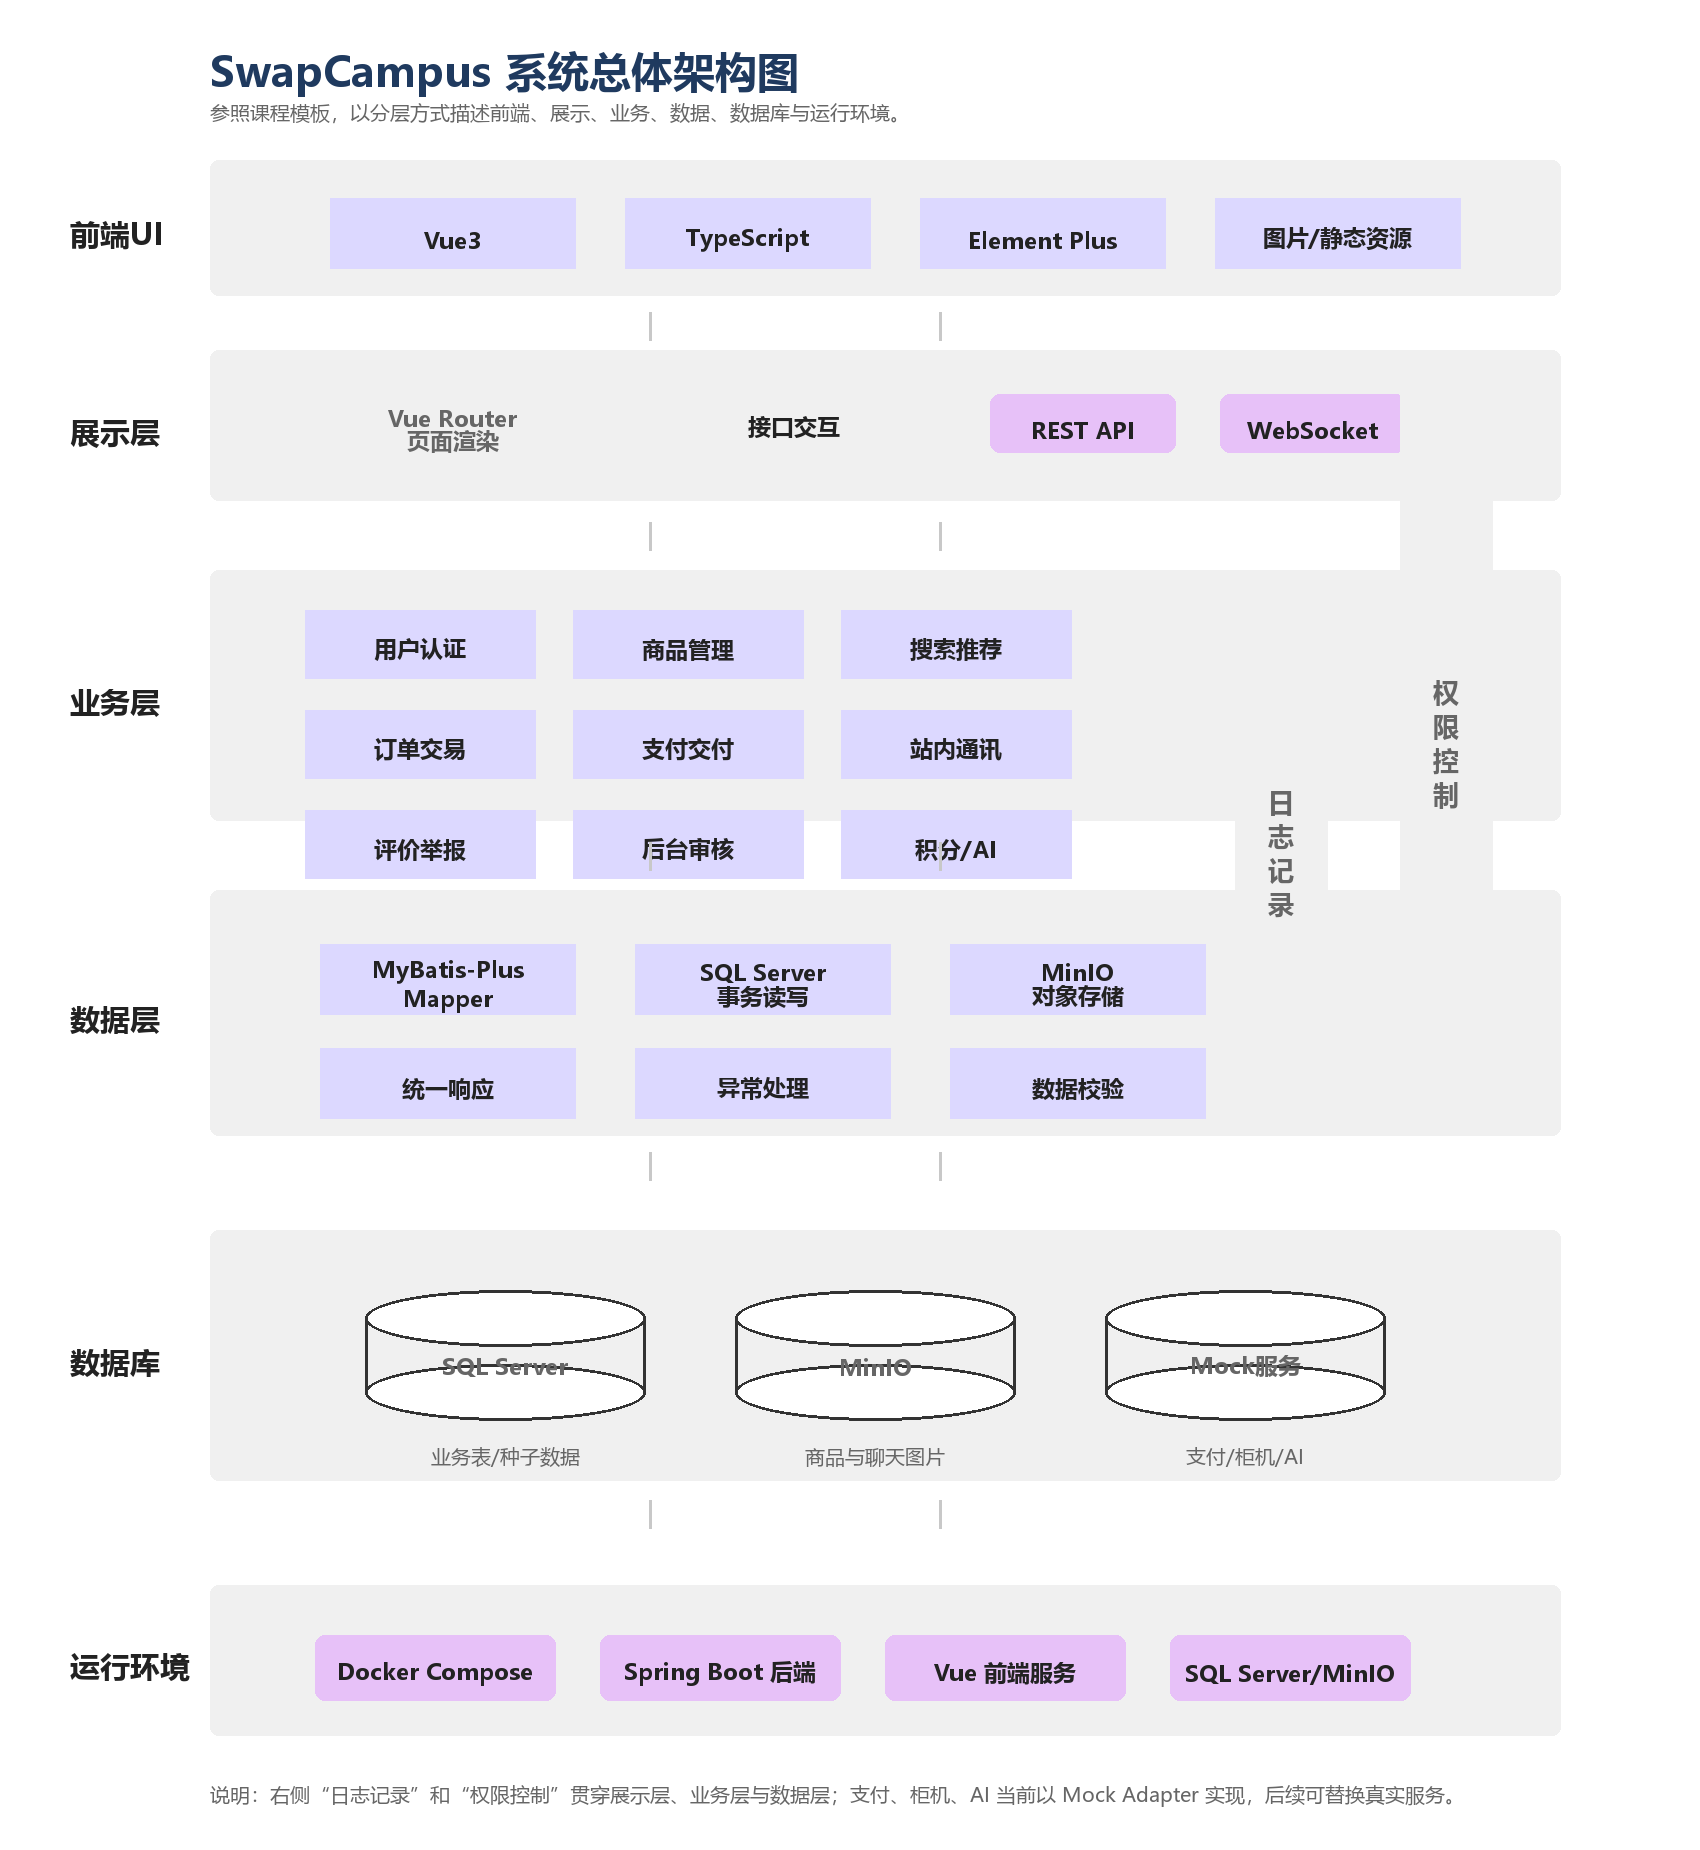 SwapCampus 系统总体架构图
参照课程模板，以分层方式描述前端、展示、业务、数据、数据库与运行环境。
前端UI
Vue3
TypeScript
Element Plus
图片/静态资源
展示层
Vue Router
页面渲染
接口交互
REST API
WebSocket
业务层
用户认证
商品管理
搜索推荐
订单交易
支付交付
站内通讯
评价举报
后台审核
积分/AI
日志记录
权限控制
数据层
MyBatis-Plus
Mapper
SQL Server
事务读写
MinIO
对象存储
统一响应
异常处理
数据校验
数据库
SQL Server
MinIO
Mock服务
业务表/种子数据
商品与聊天图片
支付/柜机/AI
运行环境
Docker Compose
Spring Boot 后端
Vue 前端服务
SQL Server/MinIO
说明：右侧“日志记录”和“权限控制”贯穿展示层、业务层与数据层；支付、柜机、AI 当前以 Mock Adapter 实现，后续可替换真实服务。